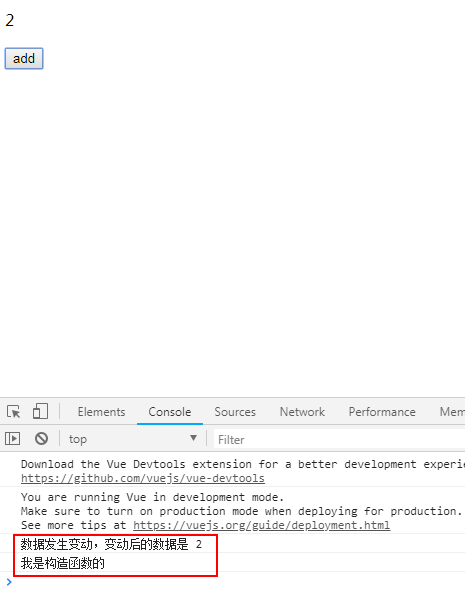 2
add
Elements Console Sources Network Performance Mem
top Filter
Download the Vue Devtools extension for a better development experie
https://github.com/vuejs/vue-devtools
You are running Vue in development mode.
Make sure to turn on production mode when deploying for production.
See more tips at https://vuejs.org/guide/deployment.html
数据发生变动，变动后的数据是 2
我是构造函数的